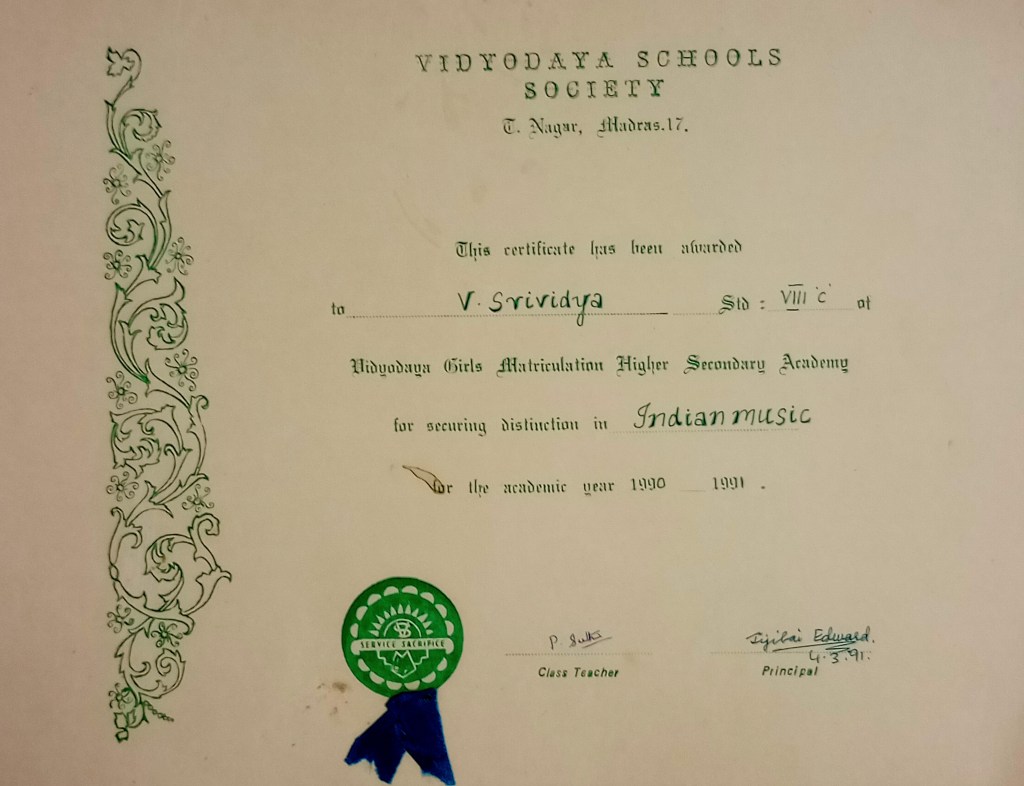 VIDYODAYA SCHOOLS
SOCIETY
T. Nagar, Madras.17.
This certificate has been awarded
to V. Srividya Std : VIII 'C' of
Vidyodaya Girls Matriculation Higher Secondary Academy
for securing distinction in Indian music
for the academic year 1990 __ 1991 .
SERVICE SACRIFICE
P.
Edward.
4.3.'91.
Class Teacher
Principal